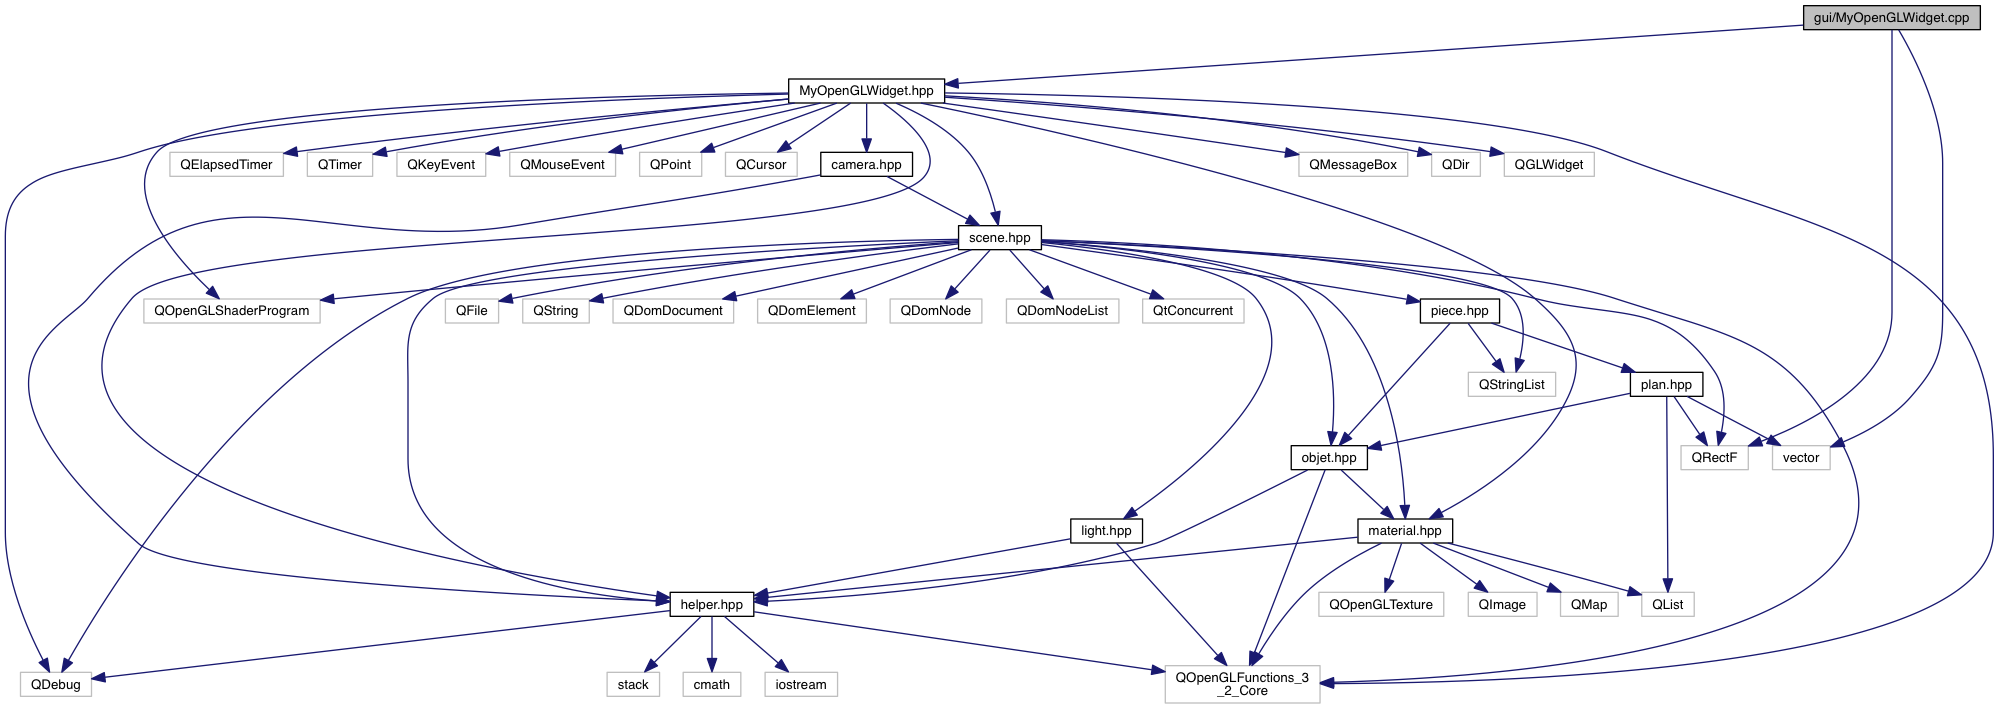 gui/MyOpenGLWidget.cpp
MyOpenGLWidget.hpp
QElapsedTimer
QTimer
QKeyEvent
QMouseEvent
QPoint
QCursor
camera.hpp
QMessageBox
QDir
QGLWidget
scene.hpp
QOpenGLShaderProgram
QFile
QString
QDomDocument
QDomElement
QDomNode
QDomNodeList
QtConcurrent
piece.hpp
QStringList
plan.hpp
objet.hpp
QRectF
vector
light.hpp
material.hpp
helper.hpp
QOpenGLTexture
QImage
QMap
QList
QDebug
stack
cmath
iostream
QOpenGLFunctions_3
_2_Core